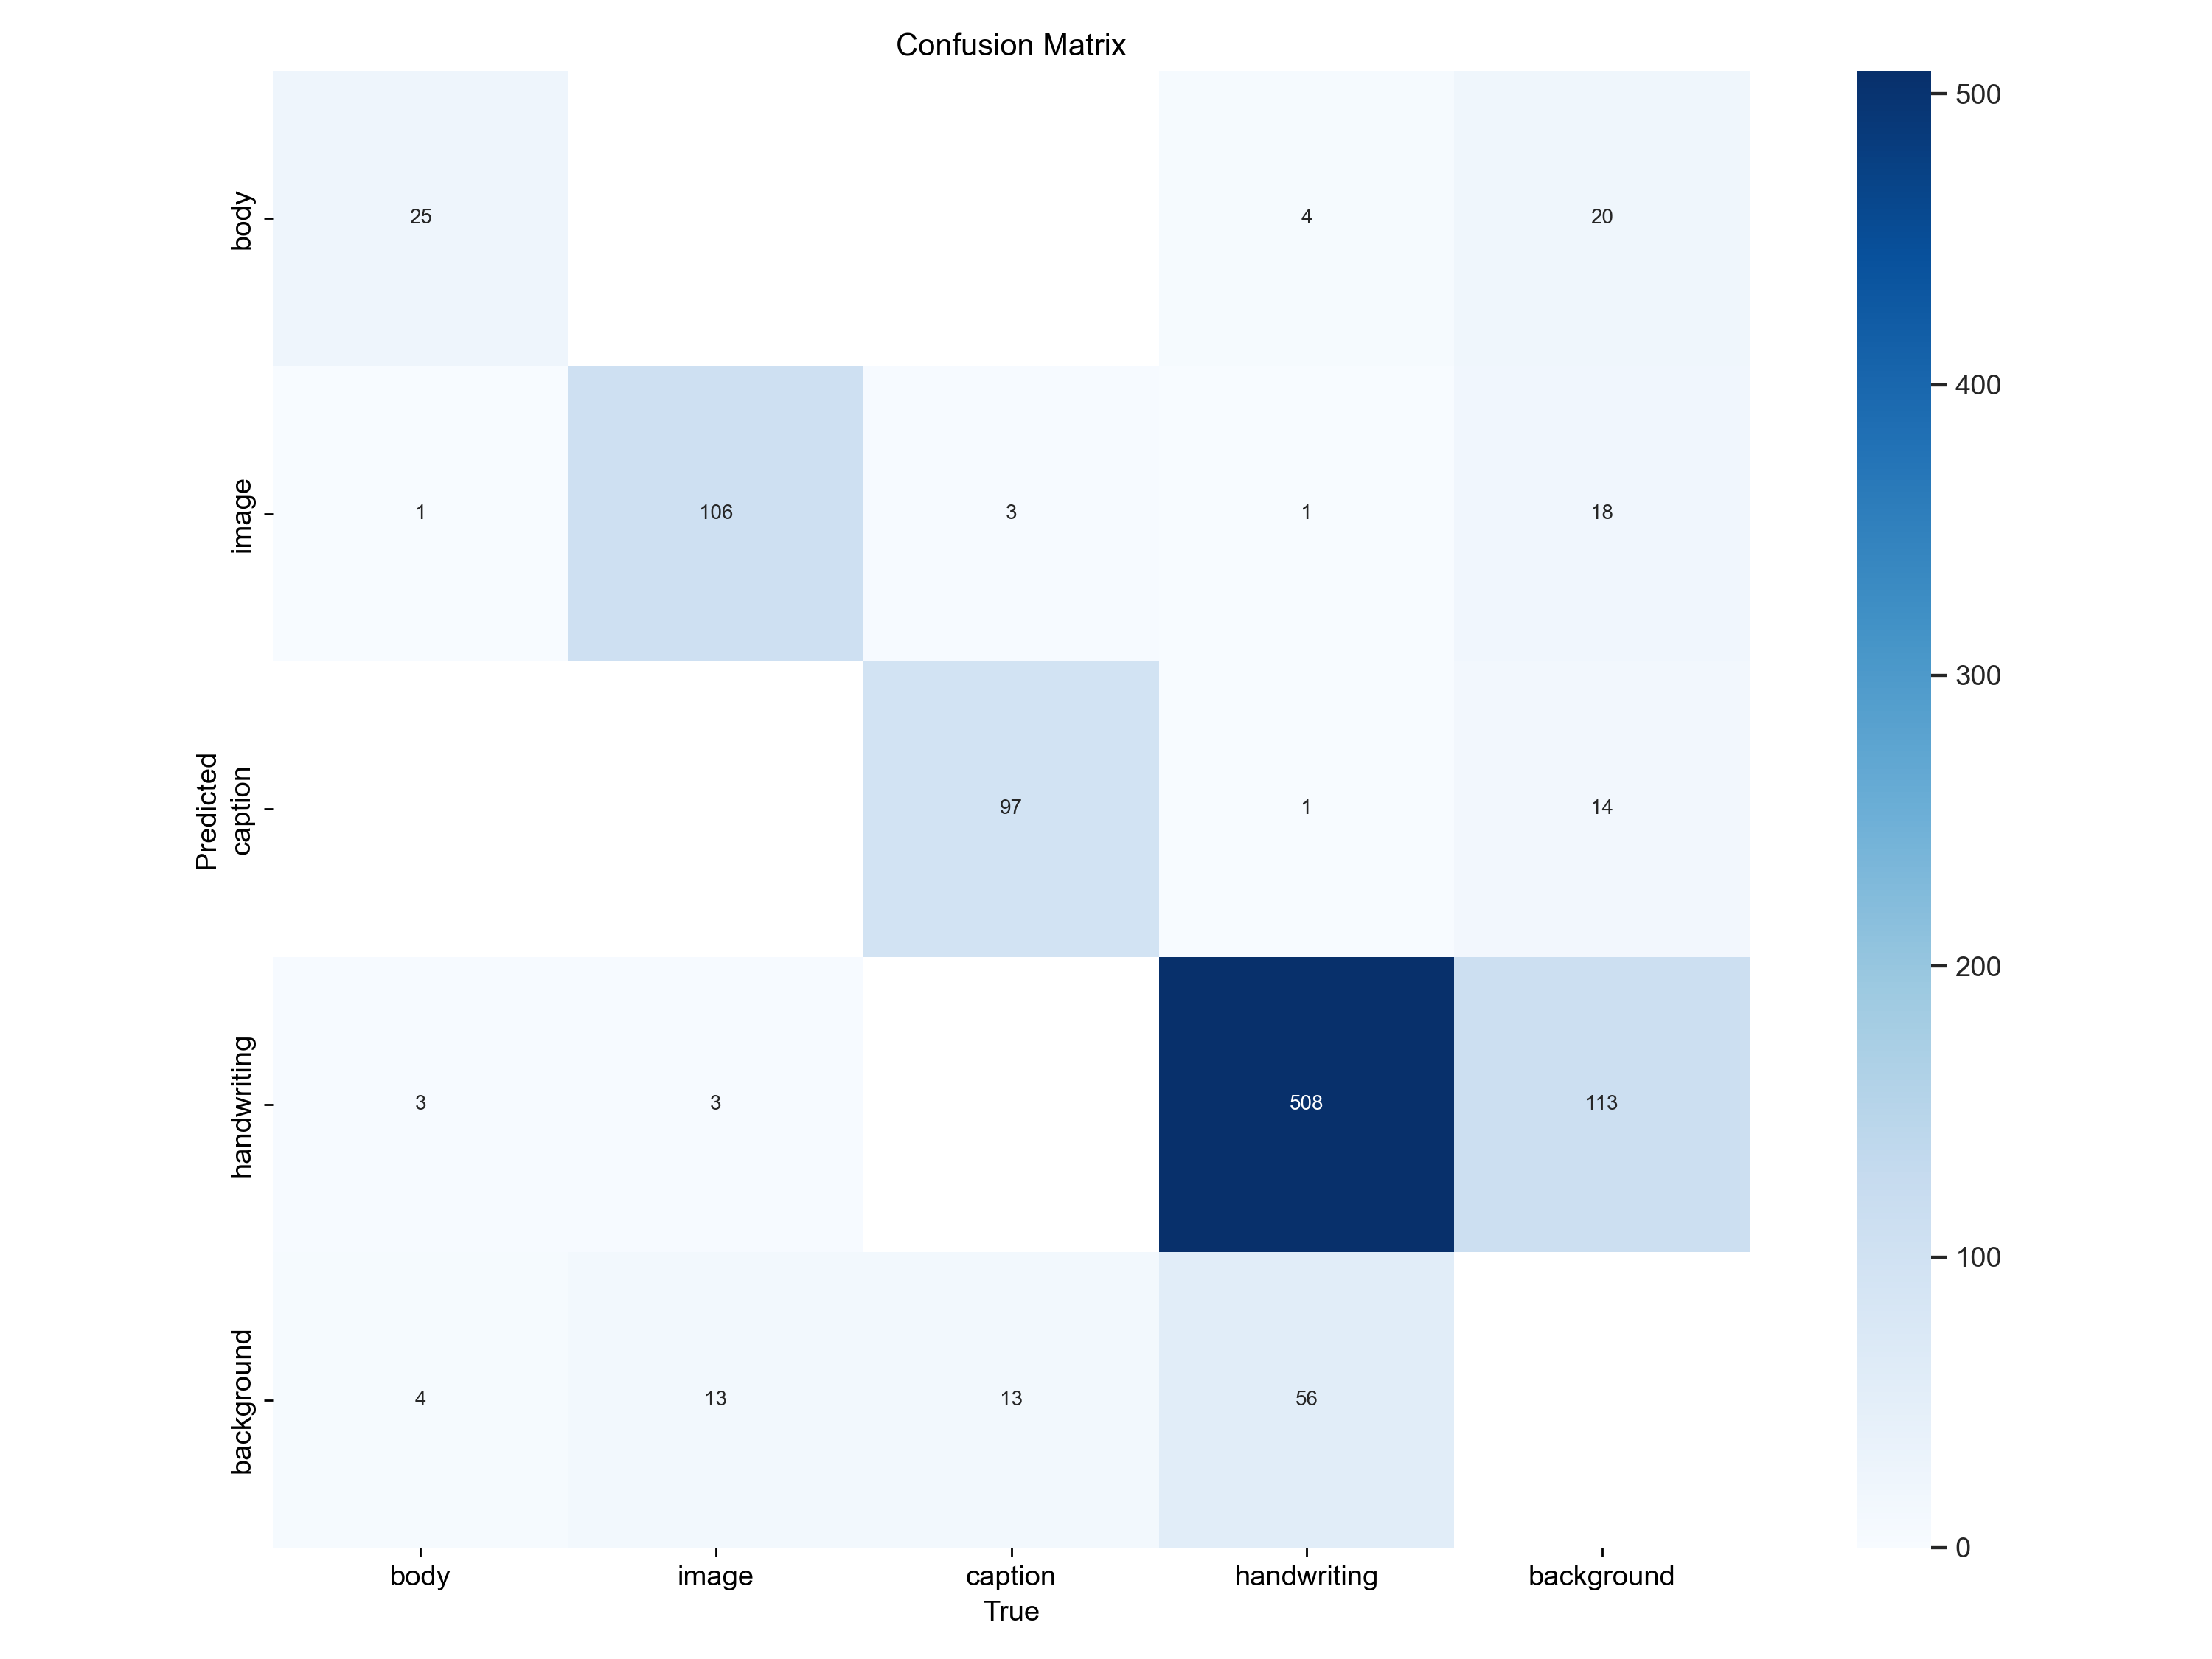 Confusion Matrix
body 25 4 20
image 1 106 3 1 18
Predicted
caption 97 1 14
handwriting 3 3 508 113
background 4 13 13 56
body image caption handwriting background
True
500
400
300
200
100
0